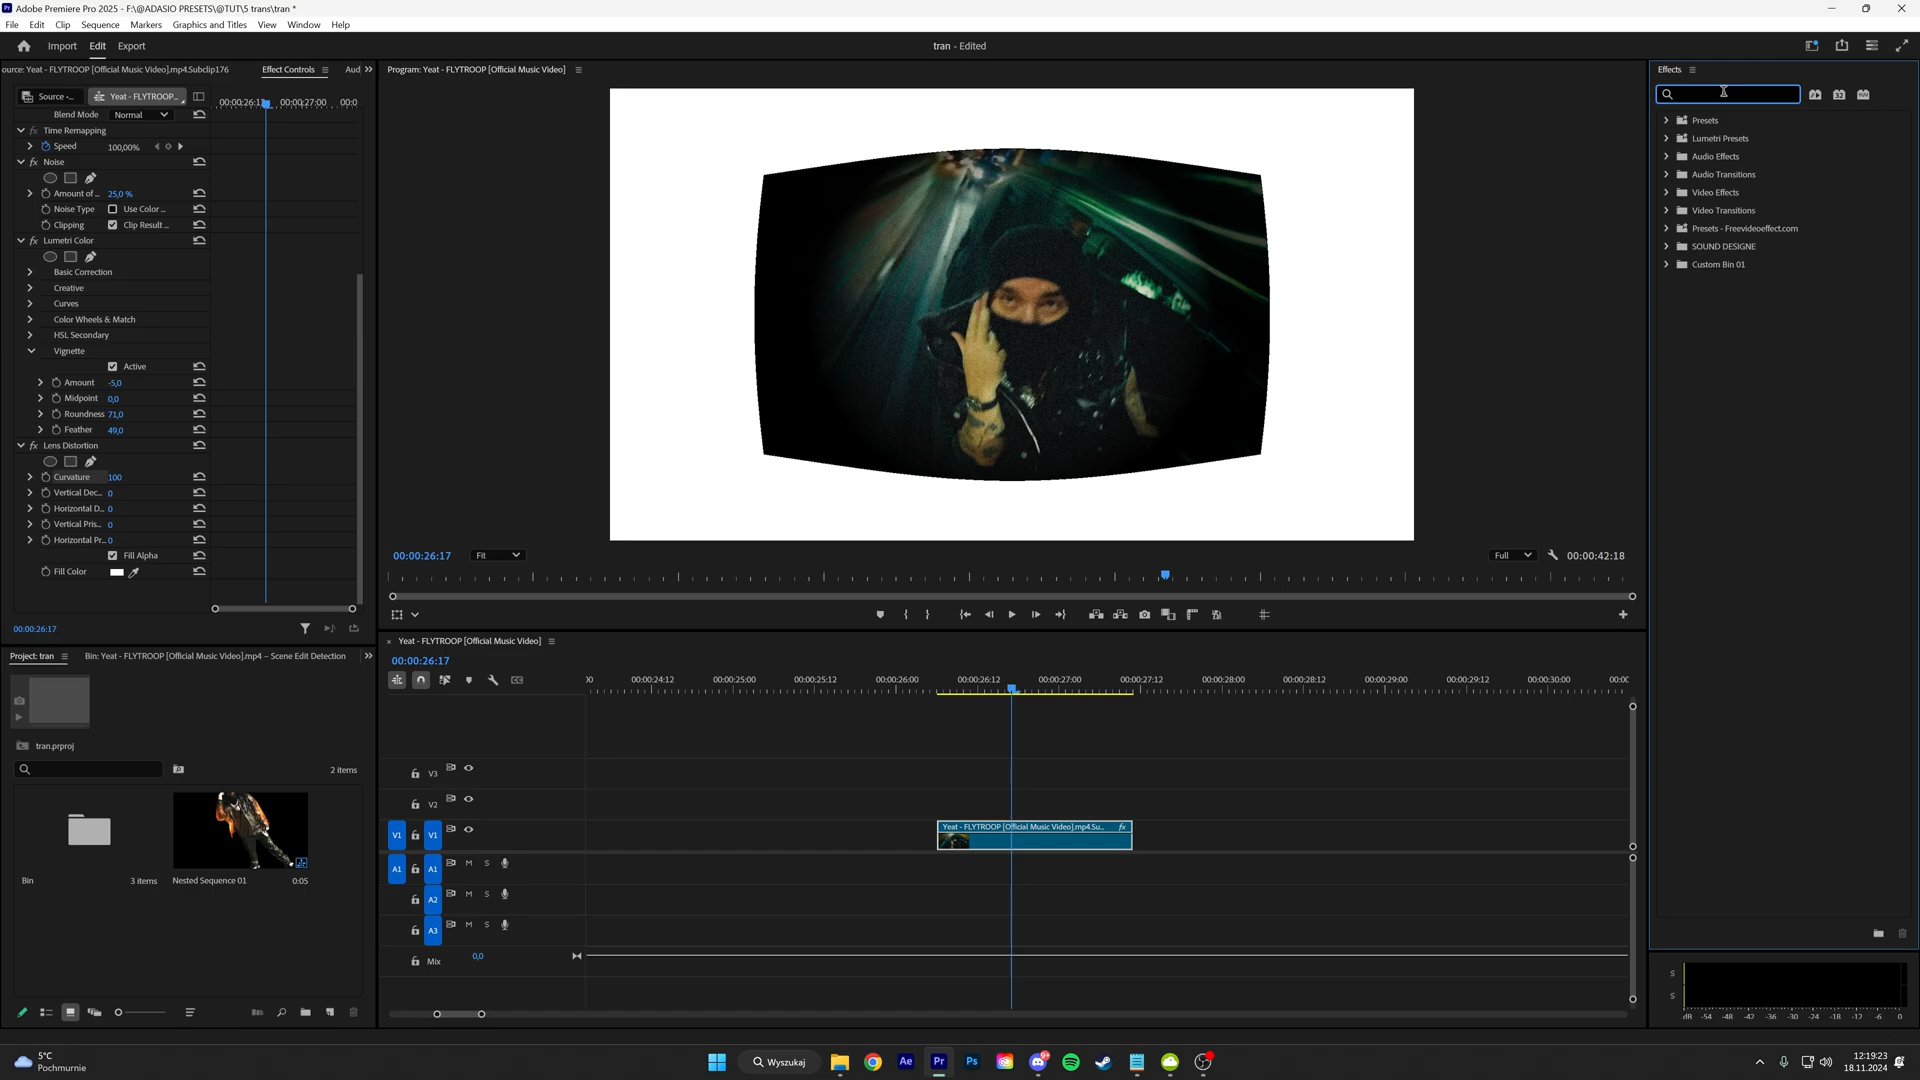 Adobe Premiere Pro 2025 - F:\@ADASIO PRESETS\@TUT\5 trans\tran *
File Edit Clip Sequence Markers Graphics and Titles View Window Help
Import Edit Export
tran - Edited
ource: Yeat - FLYTROOP [Official Music Video].mp4.Subclip176
Effect Controls
Aud
Program: Yeat - FLYTROOP [Official Music Video]
Effects
Source ·...
Yeat - FLYTROOP...
00:00:26:12 00:00:27:00 00:0
Blend Mode Normal
Time Remapping
Speed 100,00%
Noise
Amount of ... 25,0 %
Noise Type Use Color ...
Clipping Clip Result ...
Lumetri Color
Basic Correction
Creative
Curves
Color Wheels & Match
HSL Secondary
Vignette
Active
Amount -5,0
Midpoint 0,0
Roundness 71,0
Feather 49,0
Lens Distortion
Curvature 100
Vertical Dec... 0
Horizontal D... 0
Vertical Pris... 0
Horizontal Pr... 0
Fill Alpha
Fill Color
00:00:26:17
Presets
Lumetri Presets
Audio Effects
Audio Transitions
Video Effects
Video Transitions
Presets - Freevideoeffect.com
SOUND DESIGNE
Custom Bin 01
00:00:26:17 Fit Full 00:00:42:18
Project: tran
Bin: Yeat - FLYTROOP [Official Music Video].mp4 – Scene Edit Detection
tran.prproj
2 items
Bin 3 items
Nested Sequence 01 0:05
Yeat - FLYTROOP [Official Music Video]
00:00:26:17
:00 00:00:24:12 00:00:25:00 00:00:25:12 00:00:26:00 00:00:26:12 00:00:27:00 00:00:27:12 00:00:28:00 00:00:28:12 00:00:29:00 00:00:29:12 00:00:30:00 00:00:
V3
V2
V1 V1
Yeat - FLYTROOP [Official Music Video].mp4.Su... fx
A1 A1 M S
A2 M S
A3 M S
Mix 0,0
S
S
dB -54 -48 -42 -36 -30 -24 -18 -12 -6 0
5°C
Pochmurnie
Wyszukaj
12:19:23
18.11.2024